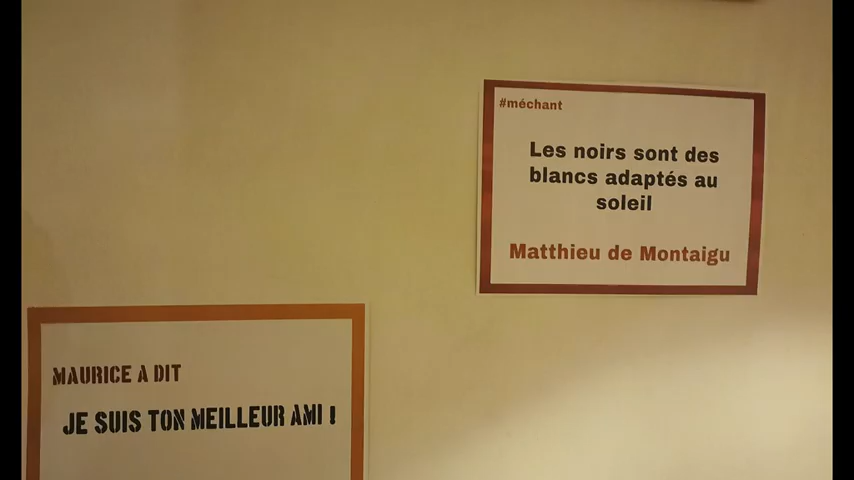 #méchant
Les noirs sont des
blancs adaptés au
soleil
Matthieu de Montaigu
MAURICE A DIT
JE SUIS TON MEILLEUR AMI !